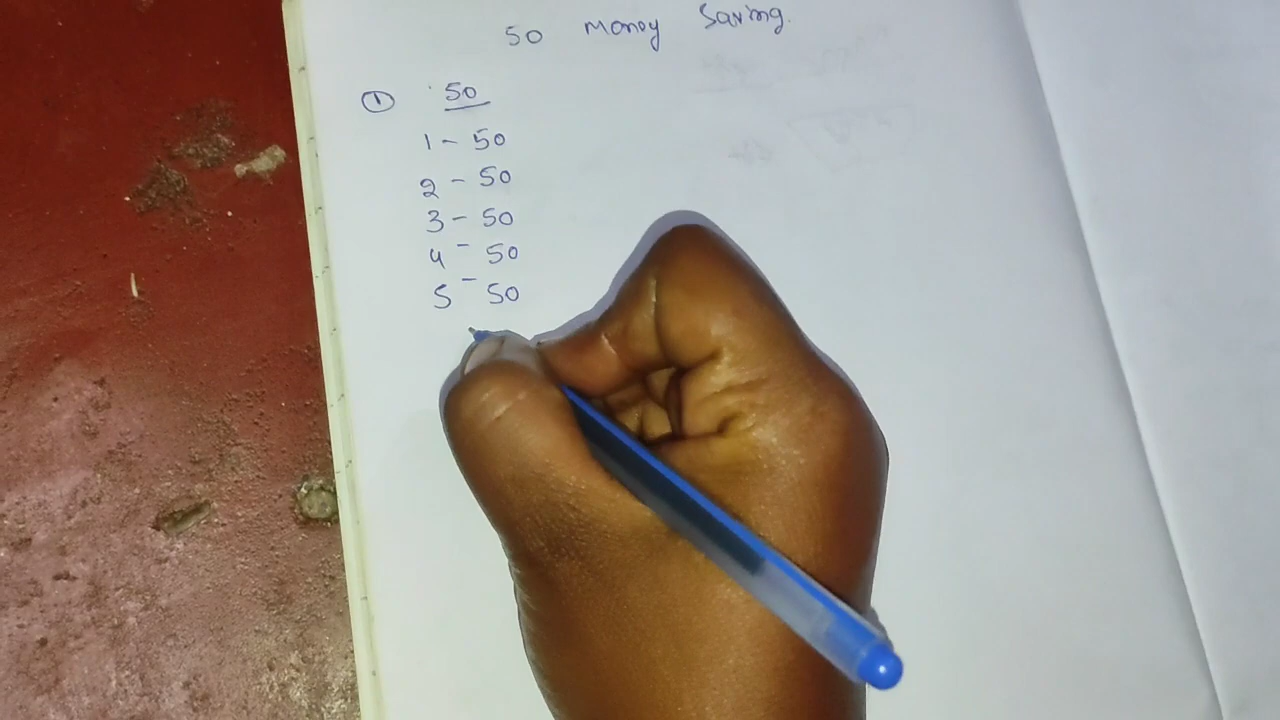 50 Money Saving.
① 50
1 - 50
2 - 50
3 - 50
4 - 50
5 - 50